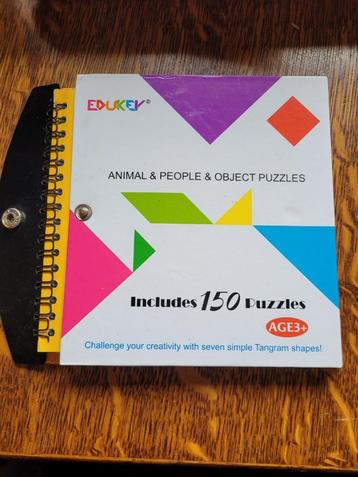 EDUKEY©
ANIMAL & PEOPLE & OBJECT PUZZLES
Includes 150 Puzzles
AGE3+
Challenge your creativity with seven simple Tangram shapes!